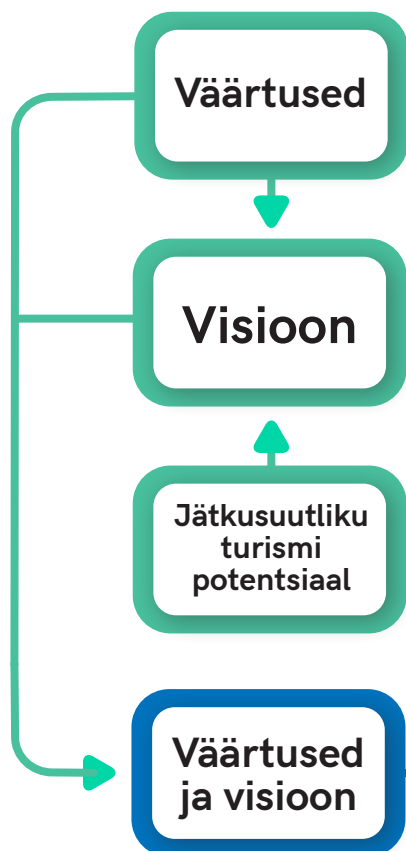 Väärtused
Visioon
Jätkusuutliku
turismi
potentsiaal
Väärtused
ja visioon